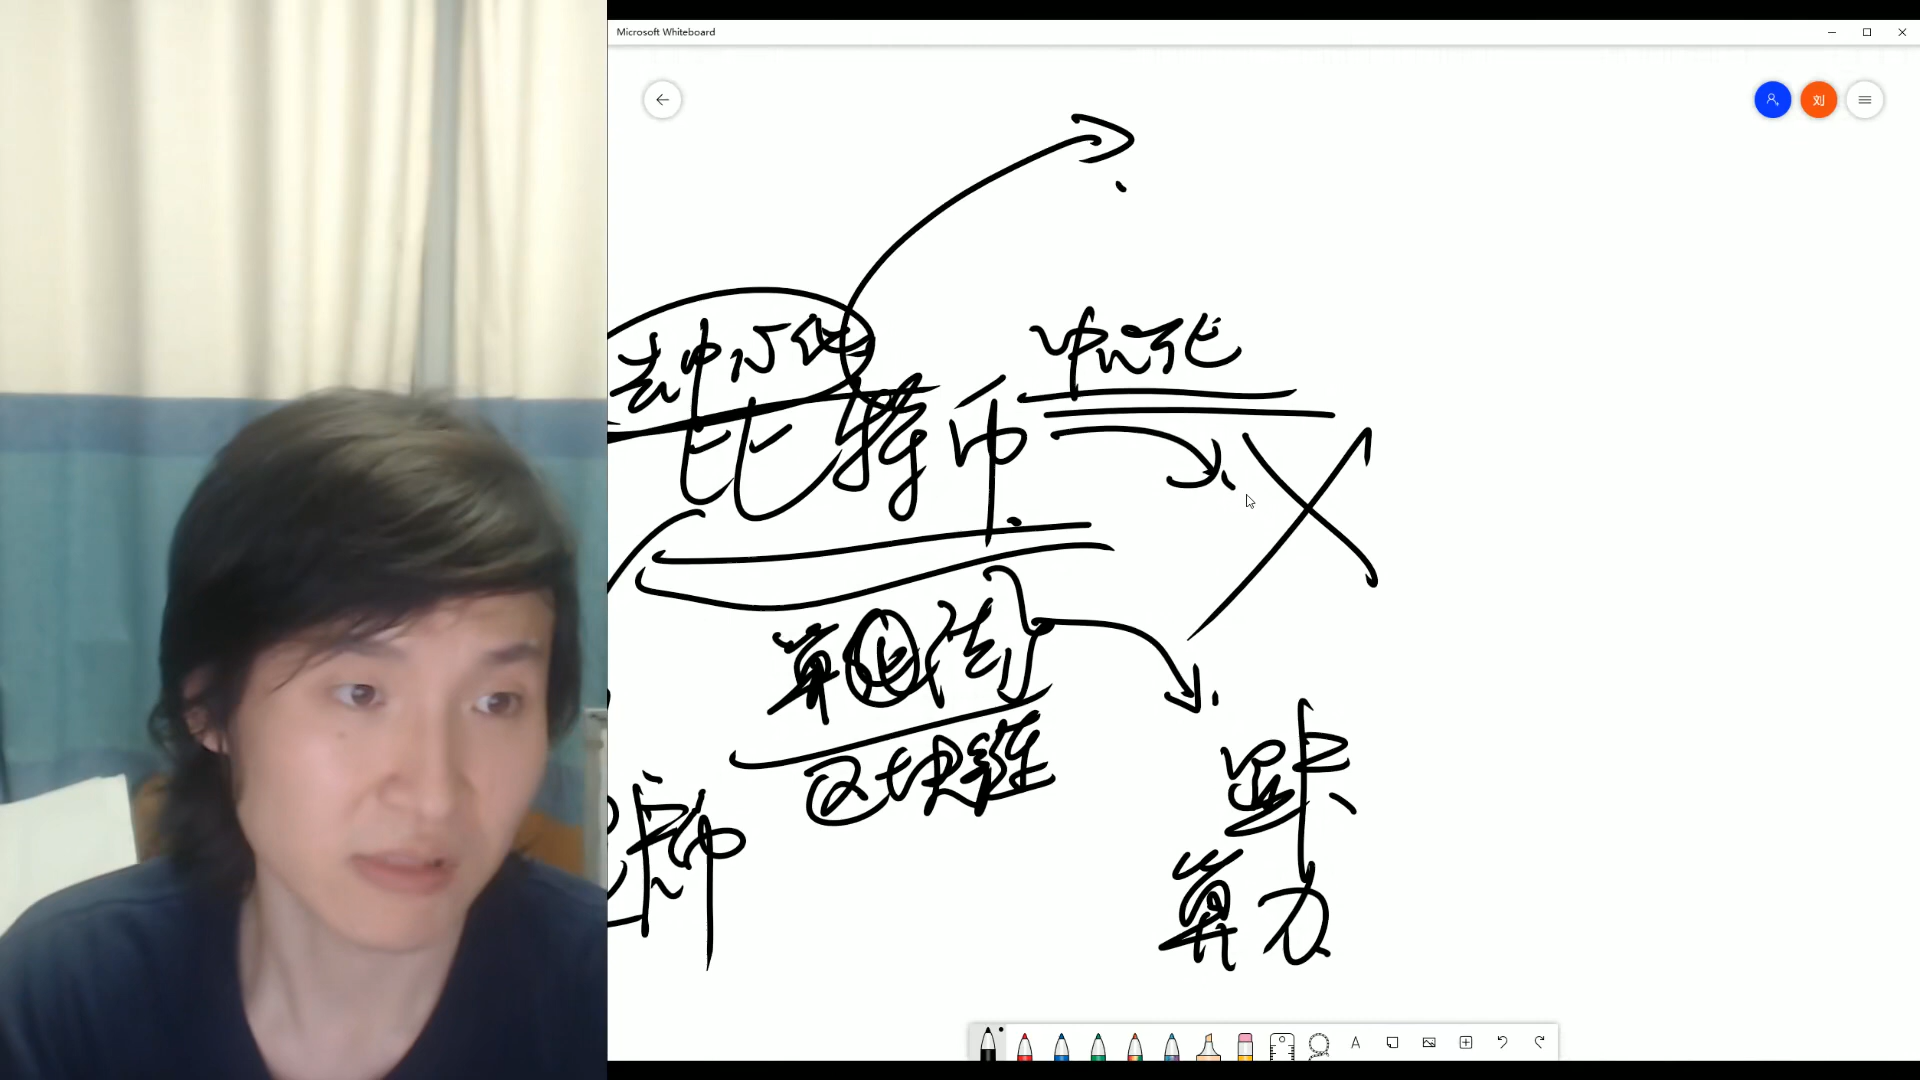 Microsoft Whiteboard
刘
去中心化
中心化
比特币
算法
区块链
算力
A